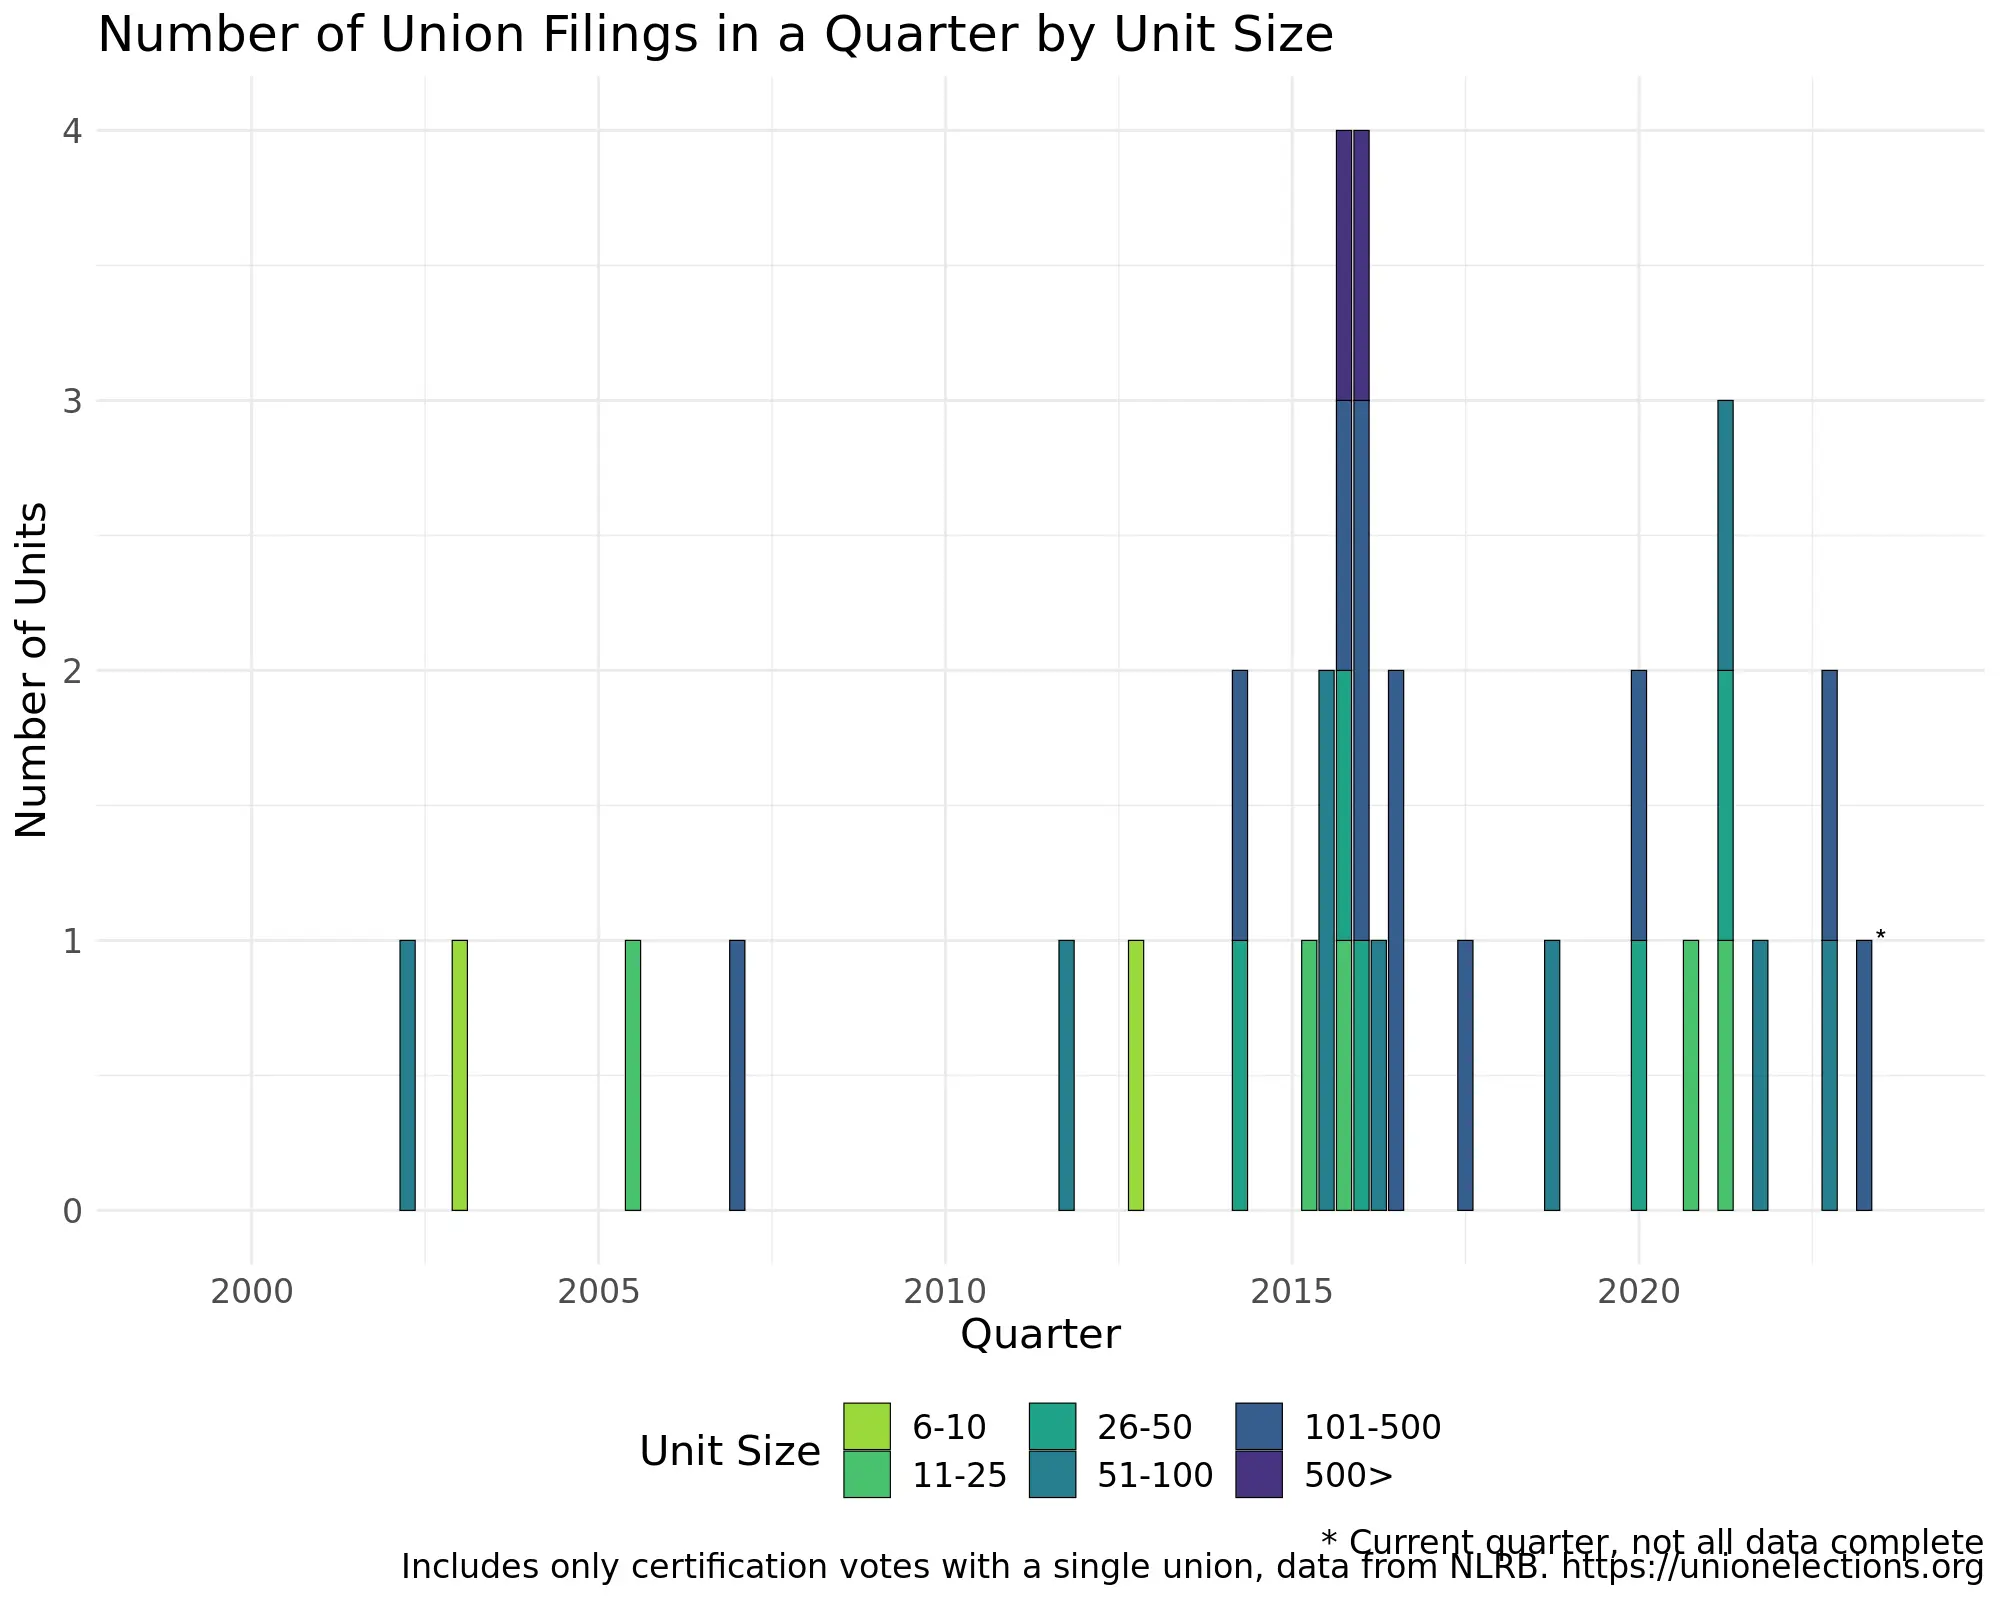 Number of Union Filings in a Quarter by Unit Size
Number of Units
4
3
2
1
0
*
2000 2005 2010 2015 2020
Quarter
Unit Size
6-10 26-50 101-500
11-25 51-100 500>
* Current quarter, not all data complete
Includes only certification votes with a single union, data from NLRB. https://unionelections.org